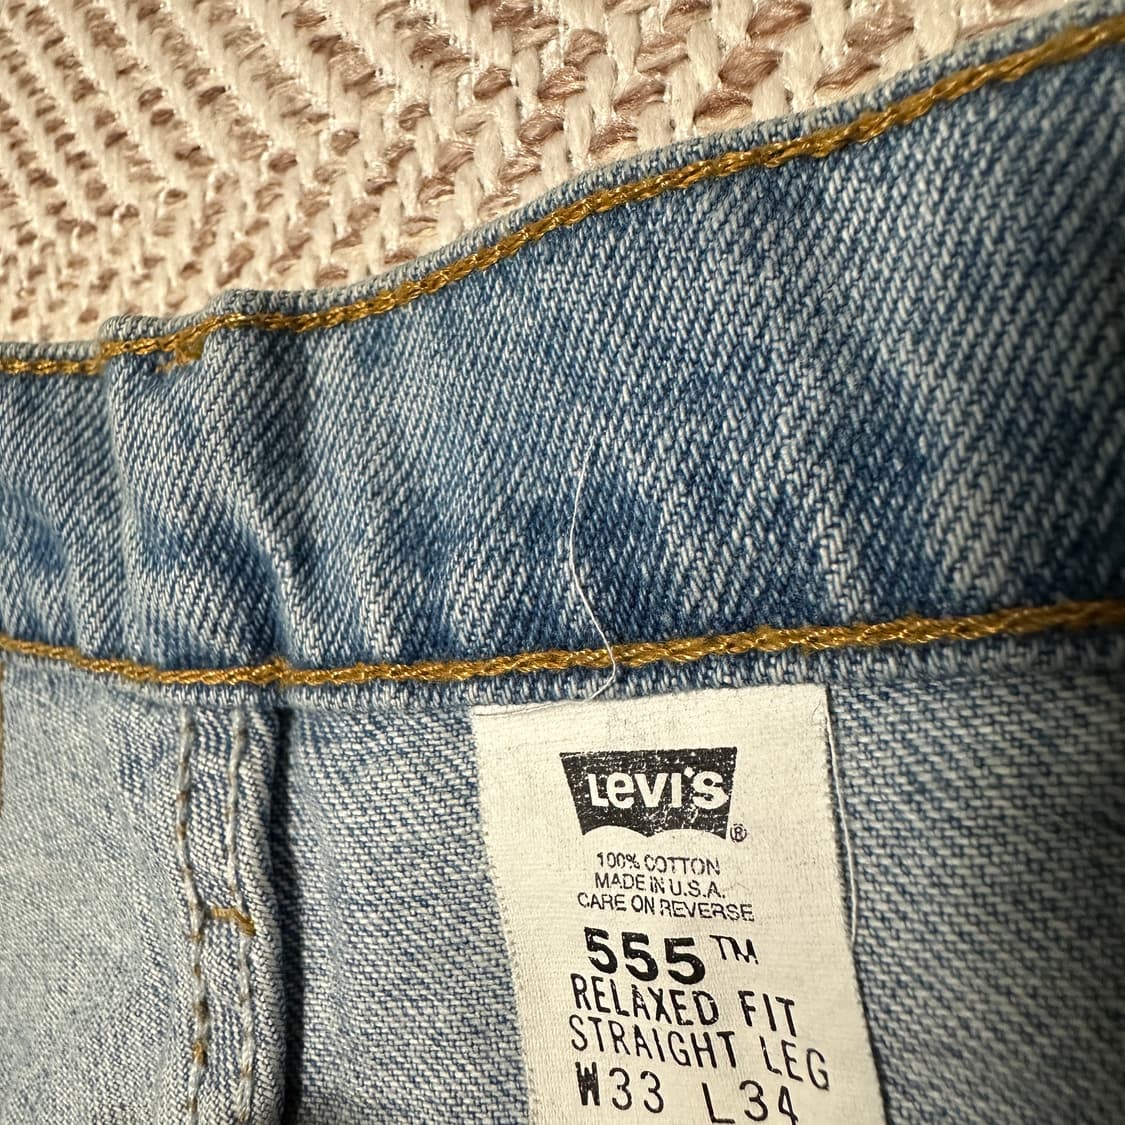 Levi's ®
100% COTTON
MADE IN U.S.A.
CARE ON REVERSE
555™
RELAXED FIT
STRAIGHT LEG
W33 L34